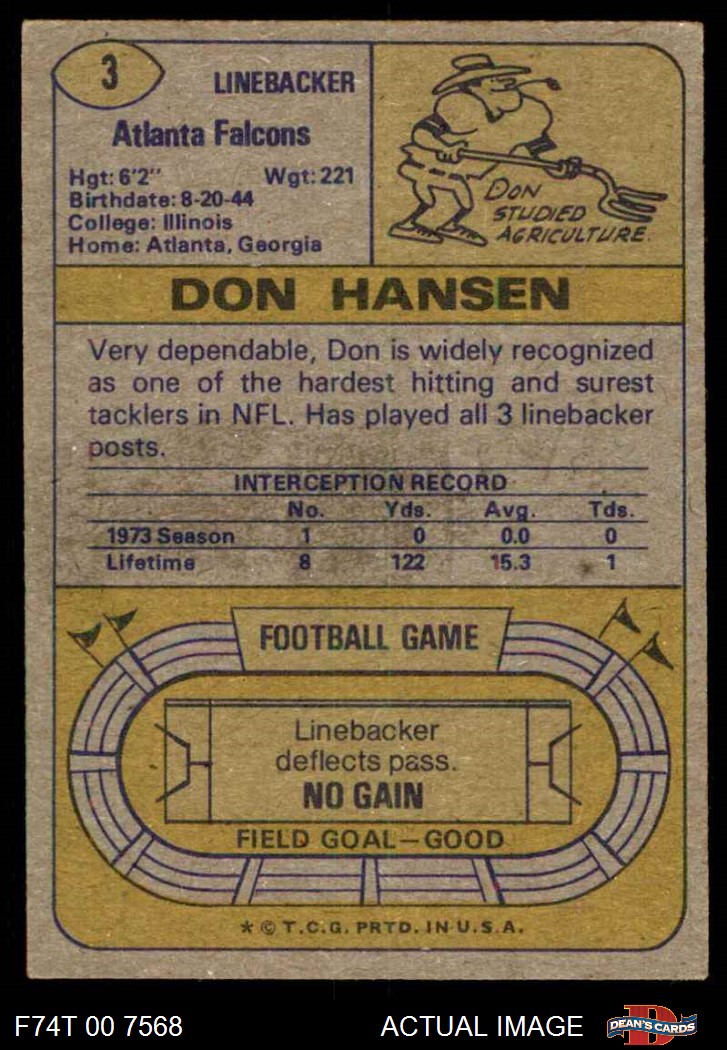 3
LINEBACKER
Atlanta Falcons
Hgt: 6'2" Wgt: 221
Birthdate: 8-20-44
College: Illinois
Home: Atlanta, Georgia
DON
STUDIED
AGRICULTURE.
DON HANSEN
Very dependable, Don is widely recognized
as one of the hardest hitting and surest
tacklers in NFL. Has played all 3 linebacker
posts.
INTERCEPTION RECORD
No. Yds. Avg. Tds.
1973 Season 1 0 0.0 0
Lifetime 8 122 15.3 1
FOOTBALL GAME
Linebacker
deflects pass.
NO GAIN
FIELD GOAL—GOOD
* © T.C.G. PRTD. IN U.S.A.
F74T 00 7568 ACTUAL IMAGE
D
DEAN'S CARDS